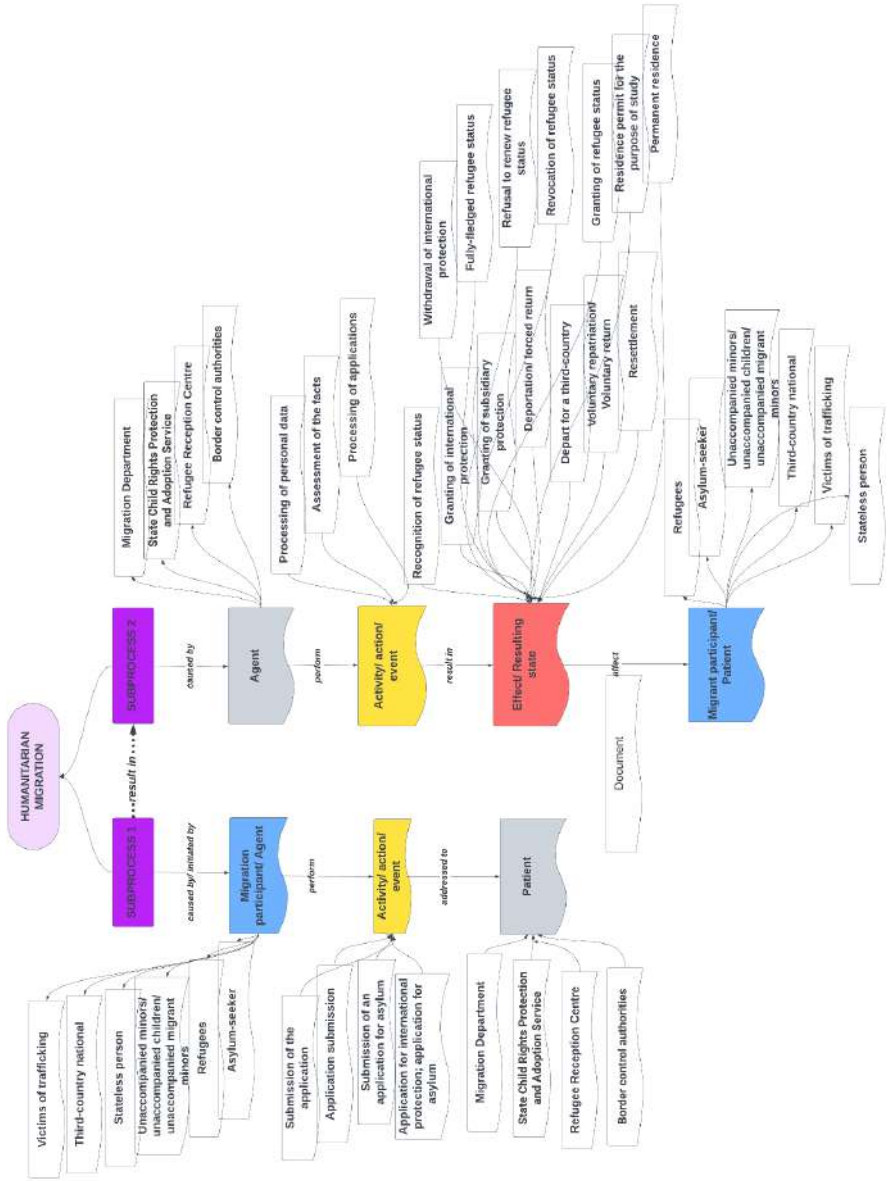 HUMANITARIAN
MIGRATION
SUBPROCESS 1
result in
SUBPROCESS 2
caused by/ initiated by
Migration
participant/ Agent
Victims of trafficking
Third-country national
Stateless person
Unaccompanied minors/
unaccompanied children/
unaccompanied migrant
minors
Refugees
Asylum-seeker
perform
Activity/ action/
event
Submission of the
application
Application submission
Submission of an
application for asylum
Application for international
protection; application for
asylum
addressed to
Patient
Migration Department
State Child Rights Protection
and Adoption Service
Refugee Reception Centre
Border control authorities
caused by
Agent
Migration Department
State Child Rights Protection
and Adoption Service
Refugee Reception Centre
Border control authorities
perform
Activity/ action/
event
Processing of personal data
Assessment of the facts
Processing of applications
Recognition of refugee status
result in
Effect/ Resulting
state
Withdrawal of international
protection
Fully-fledged refugee status
Refusal to renew refugee
status
Revocation of refugee status
Granting of refugee status
Residence permit for the
purpose of study
Permanent residence
Granting of international
protection
Granting of subsidiary
protection
Deportation/ forced return
Depart for a third-country
Voluntary repatriation/
Voluntary return
Resettlement
affect
Document
Migrant participant/
Patient
Refugees
Asylum-seeker
Unaccompanied minors/
unaccompanied children/
unaccompanied migrant
minors
Third-country national
Victims of trafficking
Stateless person